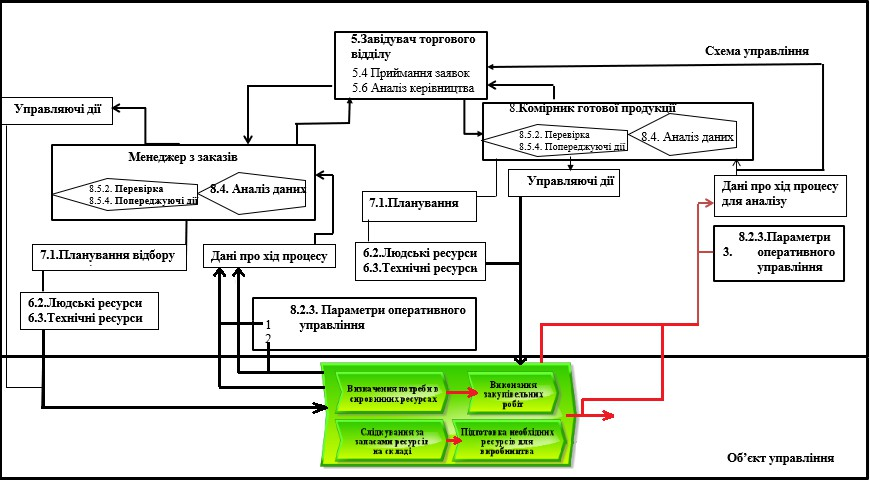 5.Завідувач торгового
відділу
5.4 Приймання заявок
5.6 Аналіз керівництва
Схема управління
Управляючі дії
8.Комірник готової продукції
8.5.2. Перевірка
8.5.4. Попереджуючі дії
8.4. Аналіз даних
Менеджер з заказів
8.5.2. Перевірка
8.5.4. Попереджуючі дії
8.4. Аналіз даних
Управляючі дії
Дані про хід процесу
для аналізу
7.1.Планування
8.2.3.Параметри
3. оперативного
управління
7.1.Планування відбору
Дані про хід процесу
6.2.Людські ресурси
6.3.Технічні ресурси
6.2.Людські ресурси
6.3.Технічні ресурси
8.2.3. Параметри оперативного
1
управління
2
Визначення потреби в
сировинних ресурсах
Виконання
закупівельних
робіт
Слідкування за
запасами ресурсів
на складі
Підготовка необхідних
ресурсів для
виробництва
Об’єкт управління